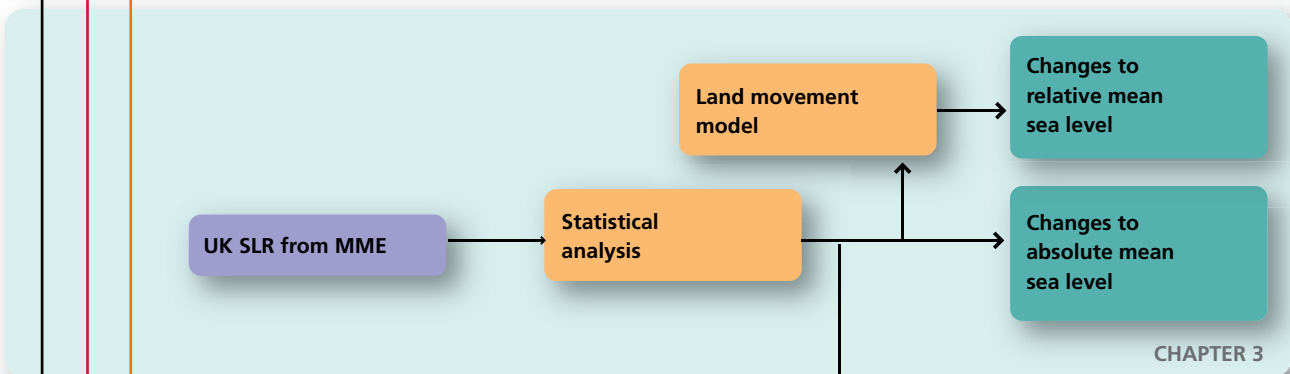 Changes to
relative mean
sea level
Land movement
model
UK SLR from MME
Statistical
analysis
Changes to
absolute mean
sea level
CHAPTER 3